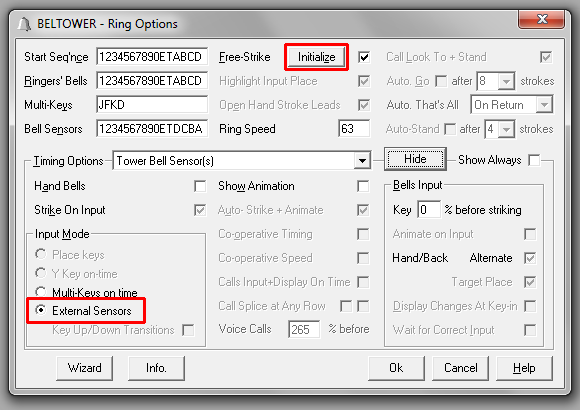 BELTOWER - Ring Options
Start Seq'nce 1234567890ETABCD Free-Strike Initialize Call Look To + Stand
Ringers' Bells 1234567890ETABCD Highlight Input Place Auto. Go after 8 strokes
Multi-Keys JFKD Open Hand Stroke Leads Auto. That's All On Return
Bell Sensors 1234567890ETDCBA Ring Speed 63 Auto-Stand after 4 strokes
Timing Options Tower Bell Sensor(s) Hide Show Always
Hand Bells Show Animation Bells Input
Strike On Input Auto- Strike + Animate Key 0 % before striking
Input Mode Co-operative Timing Animate on Input
Place keys Co-operative Speed Hand/Back Alternate
Y Key on-time Calls Input+Display On Time Target Place
Multi-Keys on time Call Splice at Any Row Display Changes At Key-in
External Sensors Voice Calls 265 % before Wait for Correct Input
Key Up/Down Transitions
Wizard Info. Ok Cancel Help